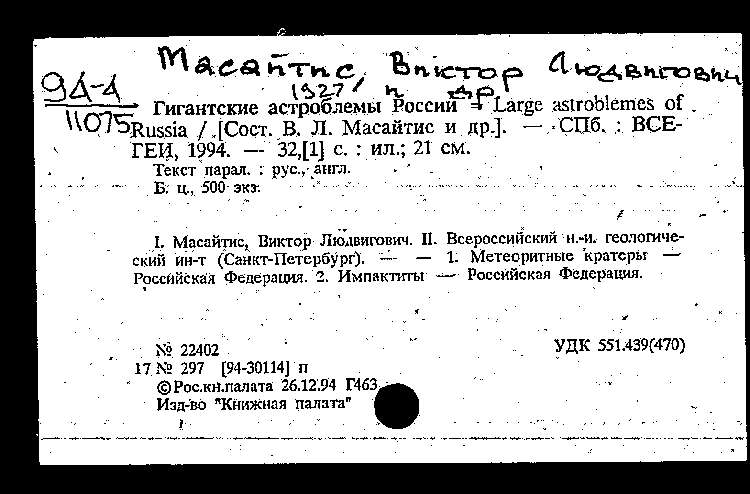 Масайтис, Виктор Людвигович
94-4
11075
1927/ и др.
Гигантские астроблемы России = Large astroblemes of
Russia / [Сост. В. Л. Масайтис и др.]. — СПб. : ВСЕ-
ГЕИ, 1994. — 32,[1] с. : ил.; 21 см.
Текст парал. : рус., англ.
Б. ц., 500 экз.
I. Масайтис, Виктор Людвигович. II. Всероссийский н.-и. геологиче-
ский ин-т (Санкт-Петербург). — — 1. Метеоритные кратеры —
Российская Федерация. 2. Импактиты — Российская Федерация.
№ 22402
УДК 551.439(470)
17 № 297 [94-30114] п
©Рос.кн.палата 26.12.94 Г463
Изд-во "Книжная палата"